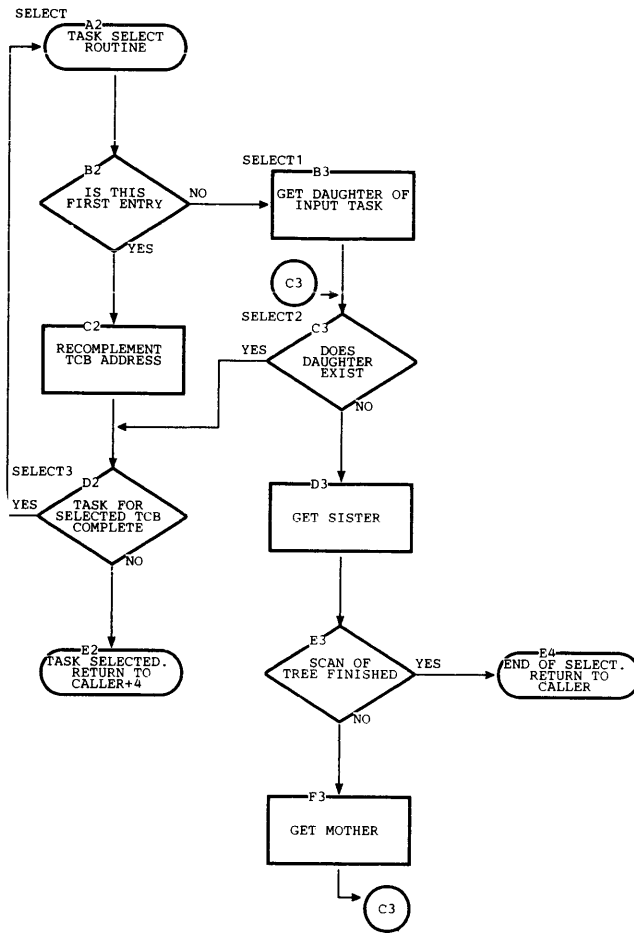 SELECT
A2
TASK SELECT
ROUTINE
B2
IS THIS
FIRST ENTRY
NO
YES
SELECT1
B3
GET DAUGHTER OF
INPUT TASK
C3
C2
RECOMPLEMENT
TCB ADDRESS
SELECT2
C3
DOES
DAUGHTER
EXIST
YES
NO
SELECT3
D2
TASK FOR
SELECTED TCB
COMPLETE
YES
NO
D3
GET SISTER
E2
TASK SELECTED.
RETURN TO
CALLER+4
E3
SCAN OF
TREE FINISHED
YES
NO
E4
END OF SELECT.
RETURN TO
CALLER
F3
GET MOTHER
C3